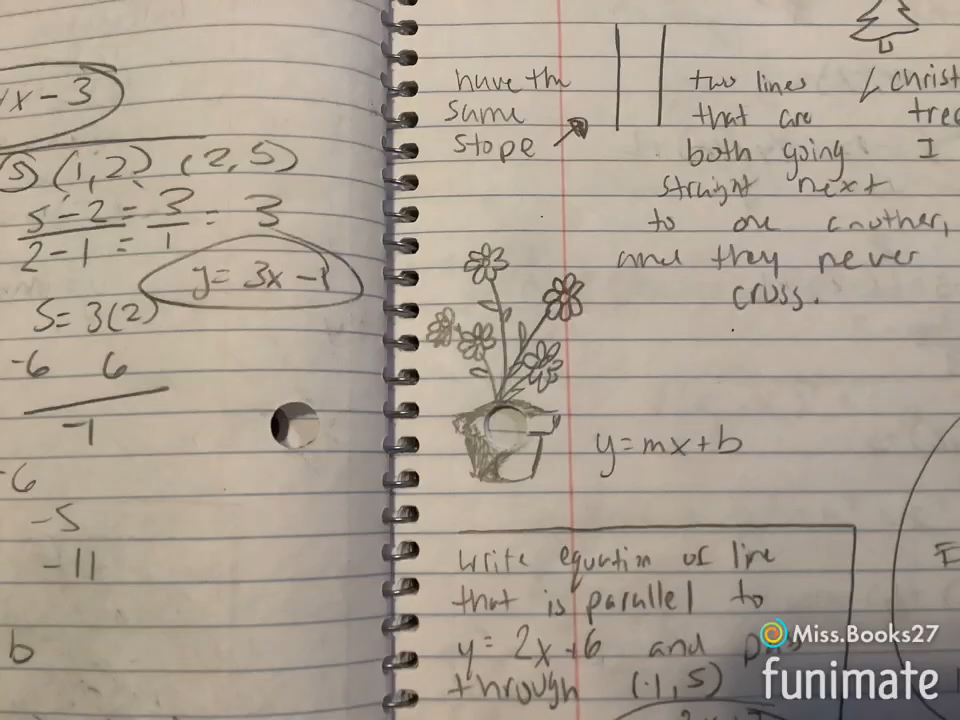 x - 3
5) (1,2) (2,5)
5-2 = 3 = 3
2-1 = 1
y = 3x - 1
5 = 3(2)
-6 6
-1
-6
-5
-11
b
have the
same
slope
two lines
that are
both going
straight next
to one another,
and they never
cross.
christ
tree
I
y = mx + b
write equation of line
that is parallel to
y = 2x + 6 and pass
through (-1, 5)
E
Miss.Books27
funimate